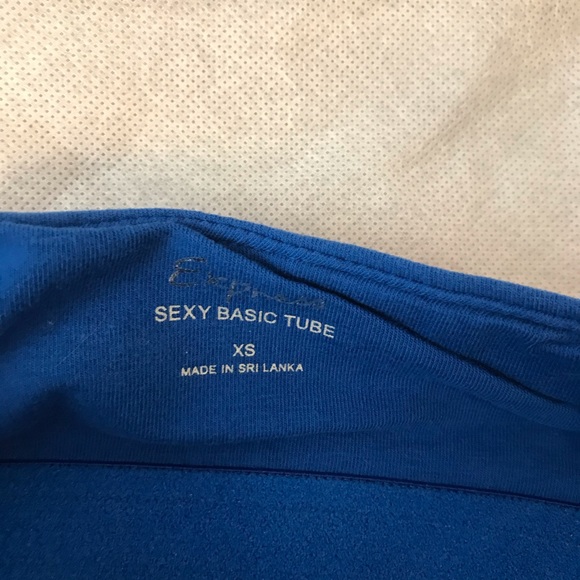 Express
SEXY BASIC TUBE
XS
MADE IN SRI LANKA